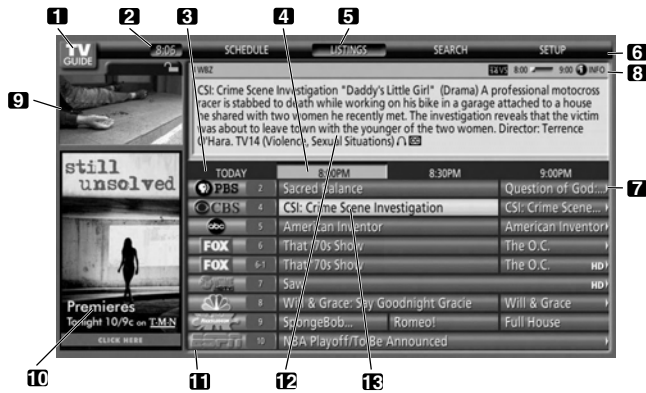 1 2 3 4 5
TV GUIDE 8:05 SCHEDULE LISTINGS SEARCH SETUP 6
WBZ 14 V S 8:00 9:00 i INFO 8
9
CSI: Crime Scene Investigation "Daddy's Little Girl" (Drama) A professional motocross
racer is stabbed to death while working on his bike in a garage attached to a house
he shared with two women he recently met. The investigation reveals that the victim
was about to leave town with the younger of the two women. Director: Terrence
O'Hara. TV14 (Violence, Sexual Situations)
still
unsolved
Premieres
Tonight 10/9c on T·M·N
CLICK HERE
TODAY 8:00PM 8:30PM 9:00PM
PBS 2 Sacred Balance Question of God:... 7
CBS 4 CSI: Crime Scene Investigation CSI: Crime Scene...
abc 5 American Inventor American Inventor
FOX 6 That '70s Show The O.C.
FOX 6-1 That '70s Show The O.C. HD
7 Saw HD
8 Will & Grace: Say Goodnight Gracie Will & Grace
9 SpongeBob... Romeo! Full House
10 NBA Playoff/To Be Announced
10 11 12 13